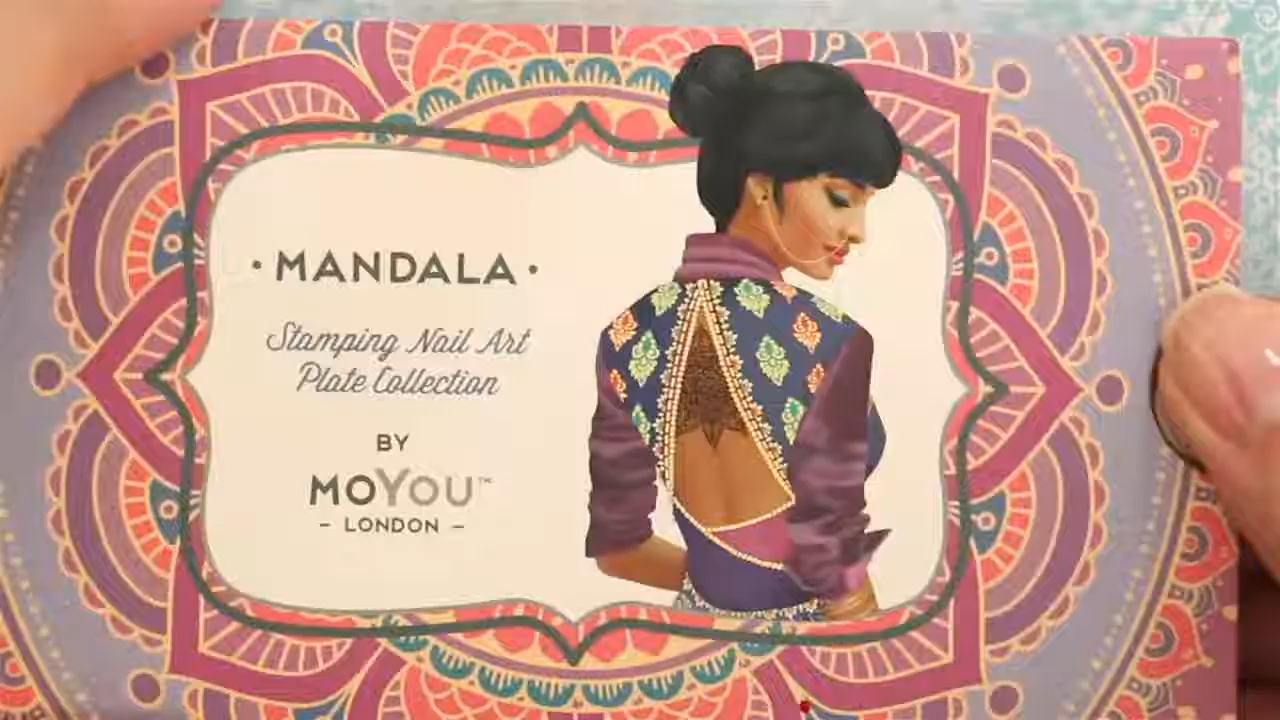 • MANDALA •
Stamping Nail Art
Plate Collection
BY
MOYOU™
– LONDON –